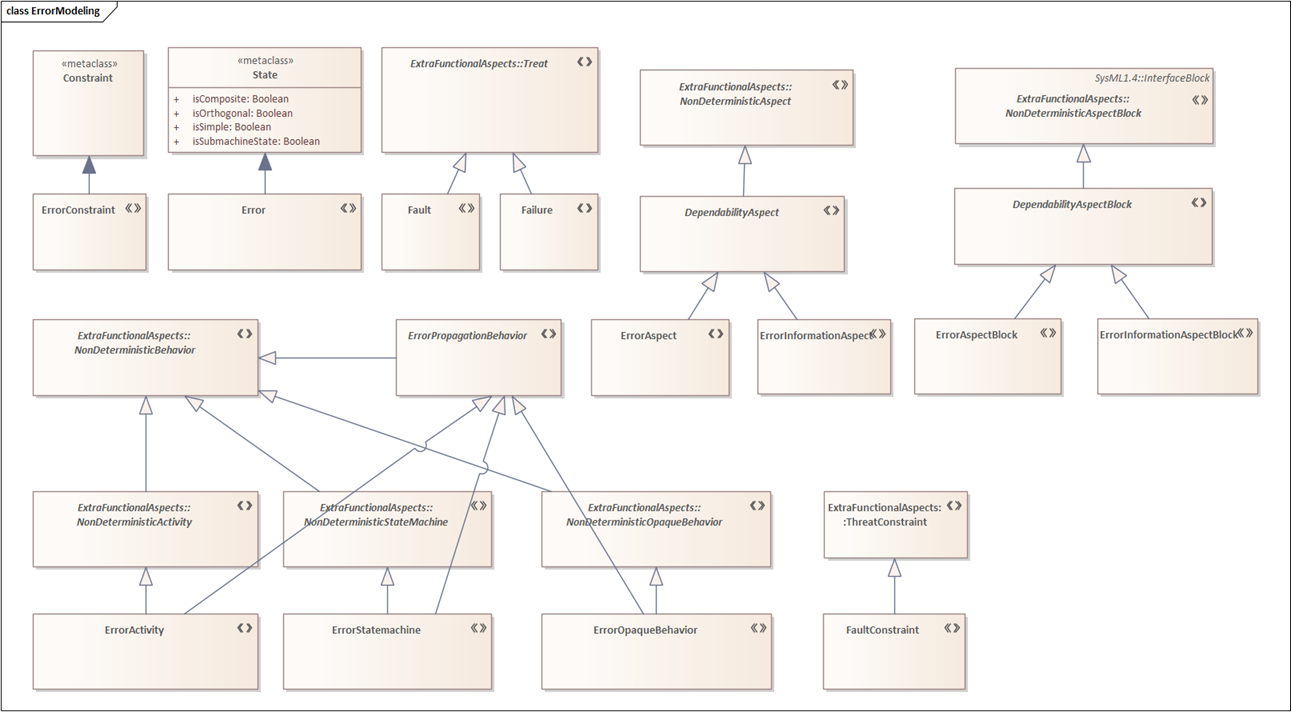 class ErrorModeling
«metaclass»
Constraint
«metaclass»
State
+ isComposite: Boolean
+ isOrthogonal: Boolean
+ isSimple: Boolean
+ isSubmachineState: Boolean
ExtraFunctionalAspects::Treat
«»
ExtraFunctionalAspects::
NonDeterministicAspect
«»
SysML1.4::InterfaceBlock
ExtraFunctionalAspects::
NonDeterministicAspectBlock
«»
ErrorConstraint «»
Error «»
Fault «»
Failure «»
DependabilityAspect «»
DependabilityAspectBlock «»
ExtraFunctionalAspects::
NonDeterministicBehavior
«»
ErrorPropagationBehavior «»
ErrorAspect «»
ErrorInformationAspect «»
ErrorAspectBlock «»
ErrorInformationAspectBlock «»
ExtraFunctionalAspects::
NonDeterministicActivity
«»
ExtraFunctionalAspects::
NonDeterministicStateMachine
«»
ExtraFunctionalAspects::
NonDeterministicOpaqueBehavior
«»
ExtraFunctionalAspects:
:ThreatConstraint
«»
ErrorActivity «»
ErrorStatemachine «»
ErrorOpaqueBehavior «»
FaultConstraint «»